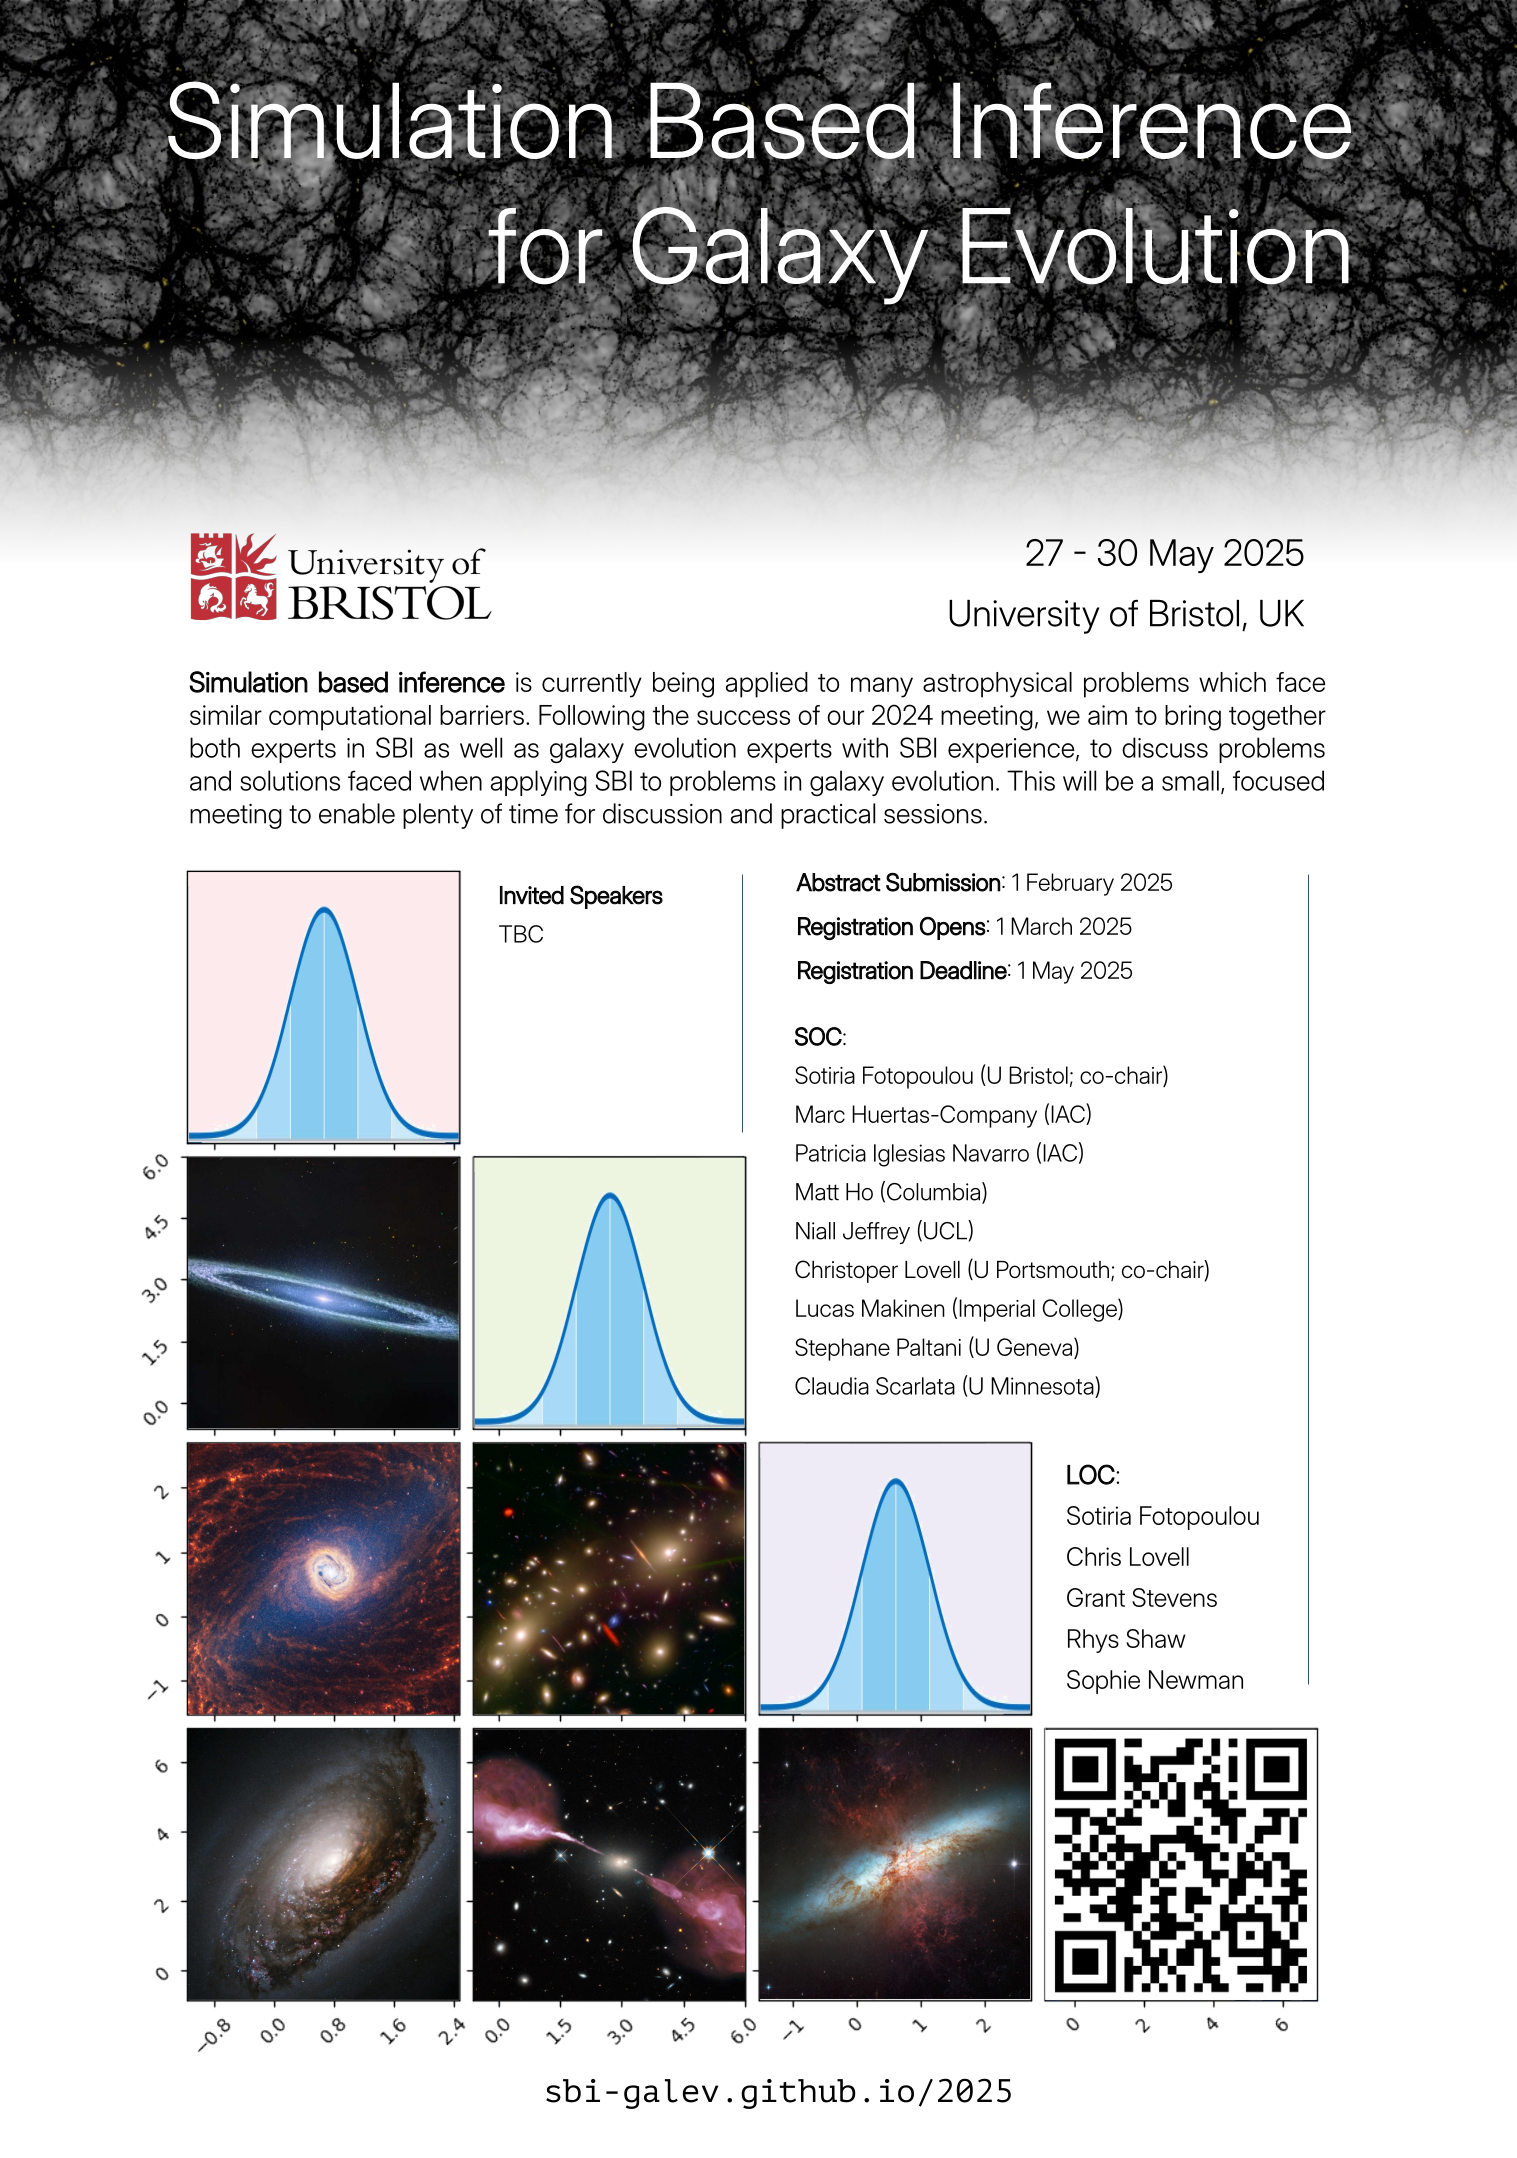 Simulation Based Inference
for Galaxy Evolution
University of
BRISTOL
27 - 30 May 2025
University of Bristol, UK
Simulation based inference is currently being applied to many astrophysical problems which face
similar computational barriers. Following the success of our 2024 meeting, we aim to bring together
both experts in SBI as well as galaxy evolution experts with SBI experience, to discuss problems
and solutions faced when applying SBI to problems in galaxy evolution. This will be a small, focused
meeting to enable plenty of time for discussion and practical sessions.
Invited Speakers
TBC
Abstract Submission: 1 February 2025
Registration Opens: 1 March 2025
Registration Deadline: 1 May 2025
SOC:
Sotiria Fotopoulou (U Bristol; co-chair)
Marc Huertas-Company (IAC)
Patricia Iglesias Navarro (IAC)
Matt Ho (Columbia)
Niall Jeffrey (UCL)
Christoper Lovell (U Portsmouth; co-chair)
Lucas Makinen (Imperial College)
Stephane Paltani (U Geneva)
Claudia Scarlata (U Minnesota)
LOC:
Sotiria Fotopoulou
Chris Lovell
Grant Stevens
Rhys Shaw
Sophie Newman
6.0
4.5
3.0
1.5
0.0
2
1
0
−1
6
4
2
0
−0.8 0.0 0.8 1.6 2.4 0.0 1.5 3.0 4.5 6.0 −1 0 1 2 0 2 4 6
sbi-galev.github.io/2025